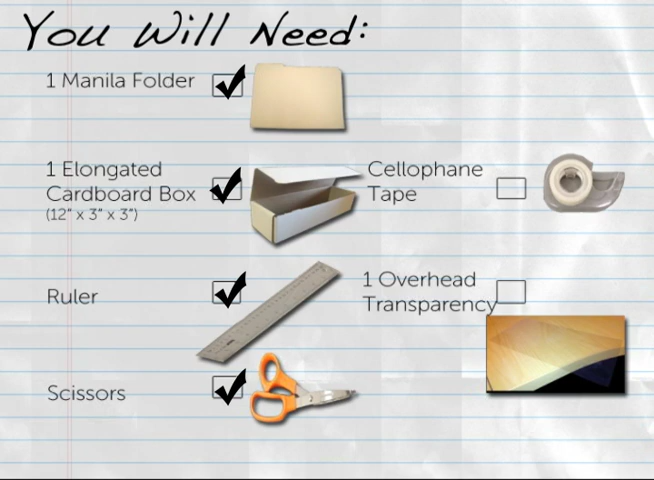 You Will Need:
1 Manila Folder
1 Elongated
Cardboard Box
(12" x 3" x 3")
Ruler
Scissors
Cellophane
Tape
1 Overhead
Transparency